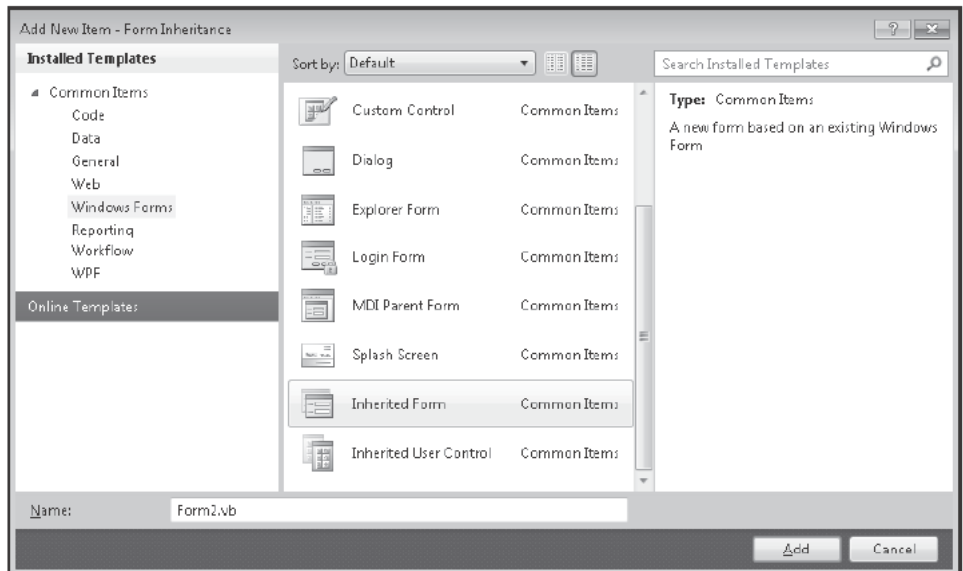 Add New Item - Form Inheritance
Installed Templates
Common Items
Code
Data
General
Web
Windows Forms
Reporting
Workflow
WPF
Online Templates
Sort by: Default
Custom Control Common Items
Dialog Common Items
Explorer Form Common Items
Login Form Common Items
MDI Parent Form Common Items
Splash Screen Common Items
Inherited Form Common Items
Inherited User Control Common Items
Search Installed Templates
Type: Common Items
A new form based on an existing Windows
Form
Name: Form2.vb
Add Cancel